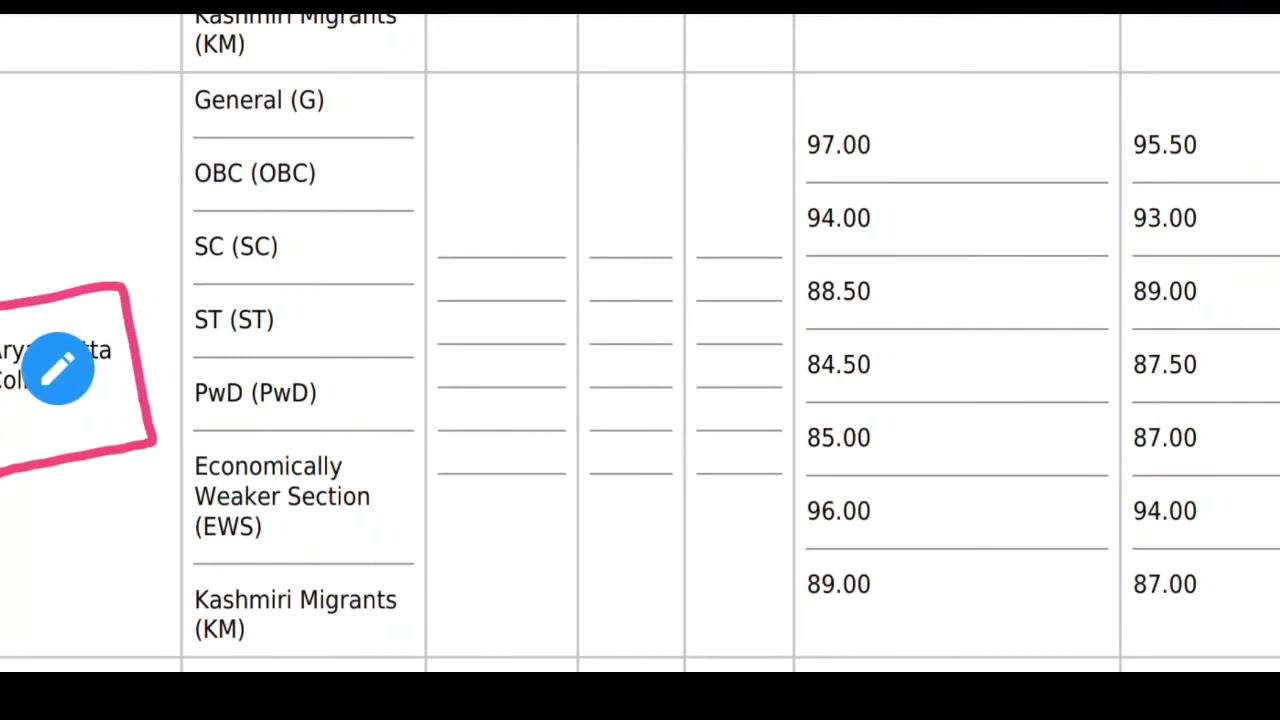 Kashmiri Migrants
(KM)
General (G)
OBC (OBC)
SC (SC)
ST (ST)
PwD (PwD)
Economically
Weaker Section
(EWS)
Kashmiri Migrants
(KM)
97.00 95.50
94.00 93.00
88.50 89.00
84.50 87.50
85.00 87.00
96.00 94.00
89.00 87.00